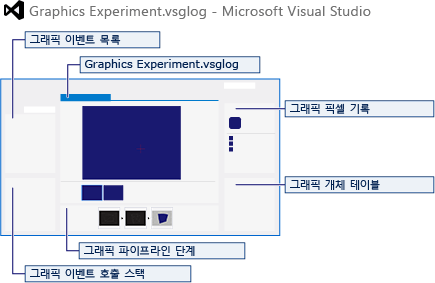 Graphics Experiment.vsglog - Microsoft Visual Studio
그래픽 이벤트 목록
Graphics Experiment.vsglog
그래픽 픽셀 기록
그래픽 개체 테이블
그래픽 파이프라인 단계
그래픽 이벤트 호출 스택